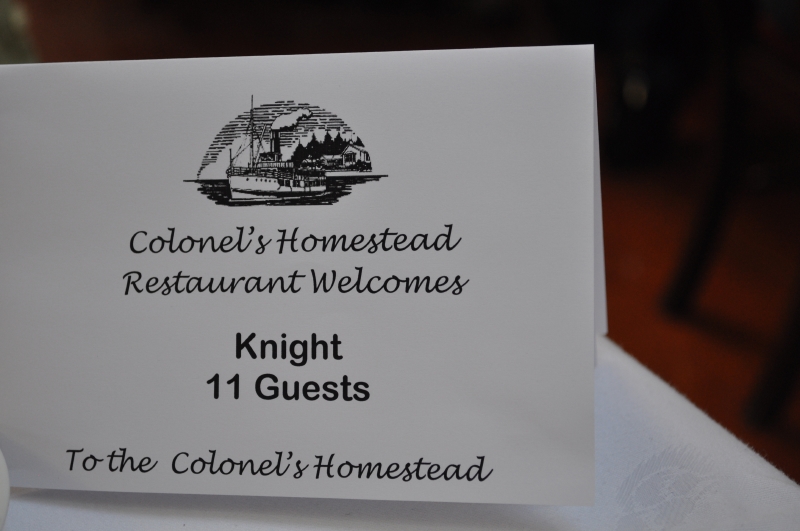 Colonel's Homestead
Restaurant Welcomes
Knight
11 Guests
To the Colonel's Homestead